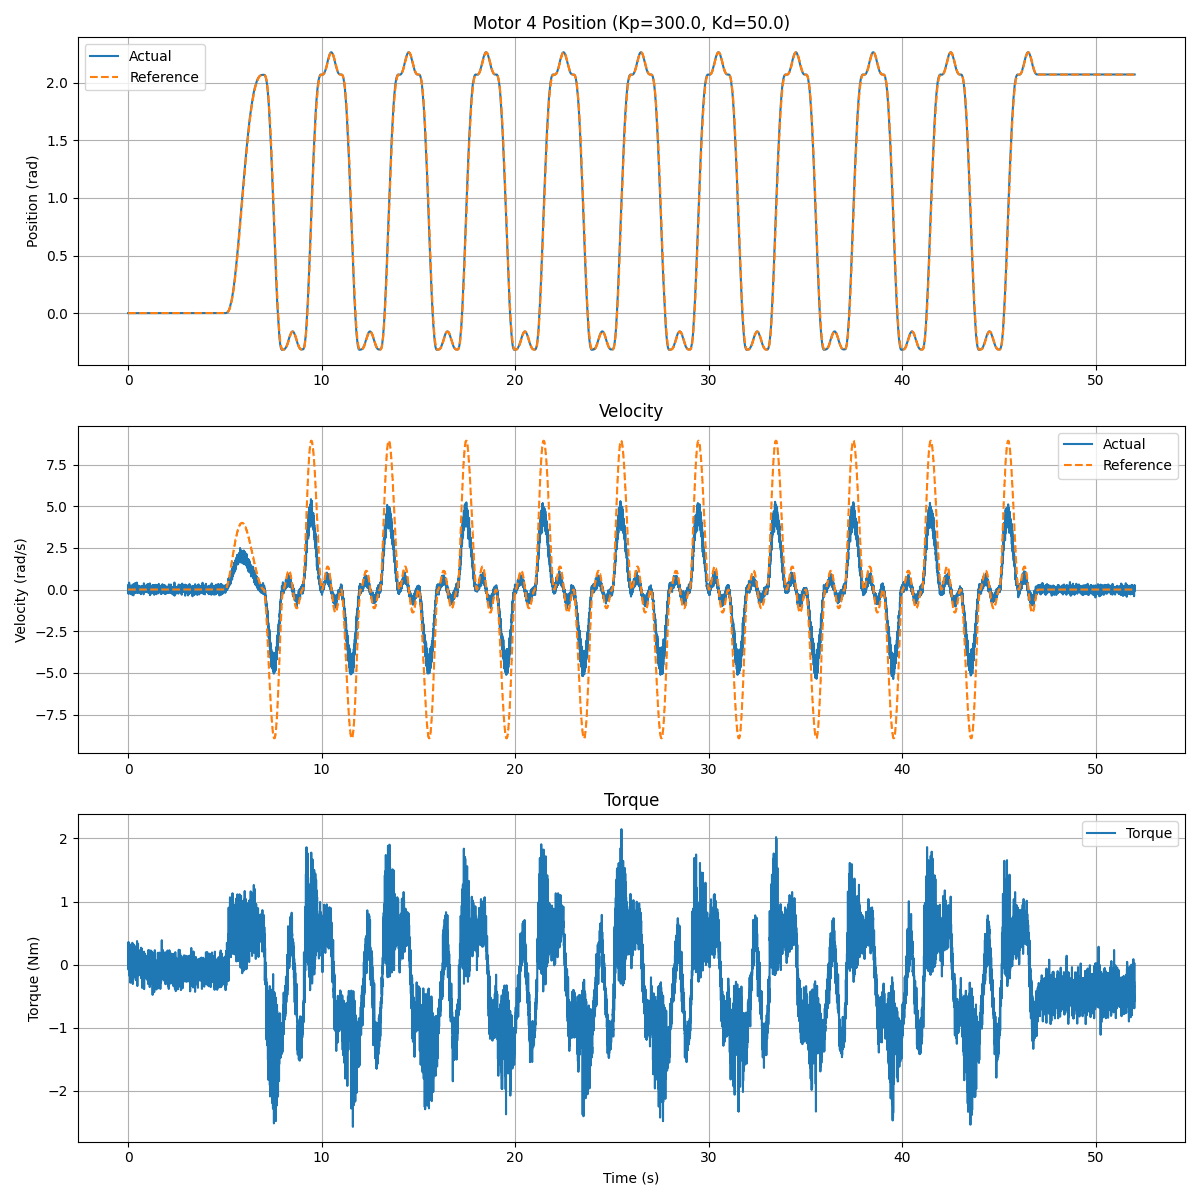 Motor 4 Position (Kp=300.0, Kd=50.0)
Actual
Reference
Position (rad)
2.0
1.5
1.0
0.5
0.0
0 10 20 30 40 50
Velocity
Actual
Reference
Velocity (rad/s)
7.5
5.0
2.5
0.0
−2.5
−5.0
−7.5
0 10 20 30 40 50
Torque
Torque
Torque (Nm)
2
1
0
−1
−2
0 10 20 30 40 50
Time (s)